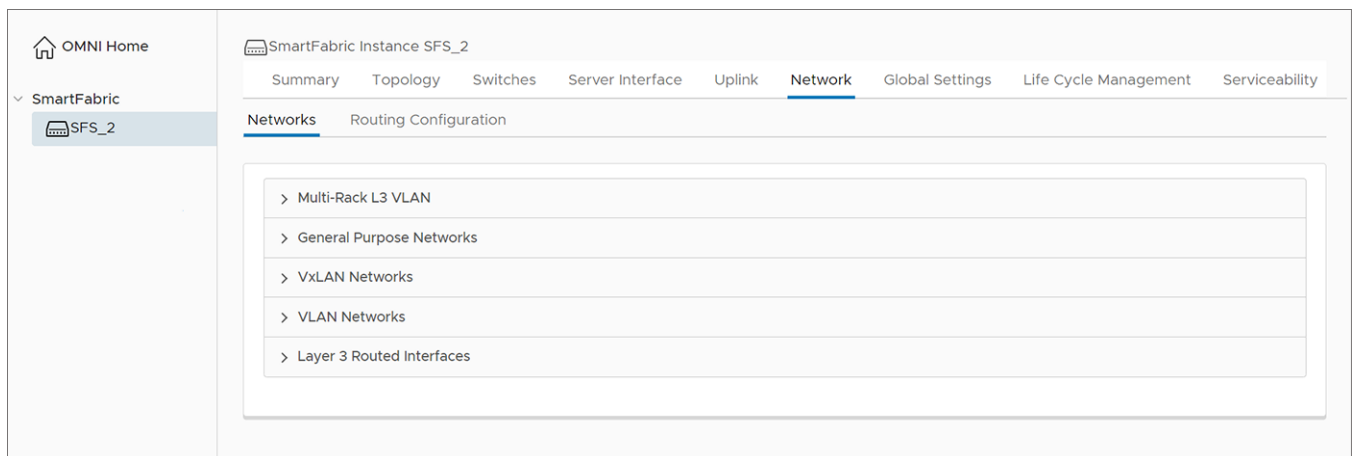 OMNI Home
SmartFabric
SFS_2
SmartFabric Instance SFS_2
Summary Topology Switches Server Interface Uplink Network Global Settings Life Cycle Management Serviceability
Networks Routing Configuration
Multi-Rack L3 VLAN
General Purpose Networks
VxLAN Networks
VLAN Networks
Layer 3 Routed Interfaces